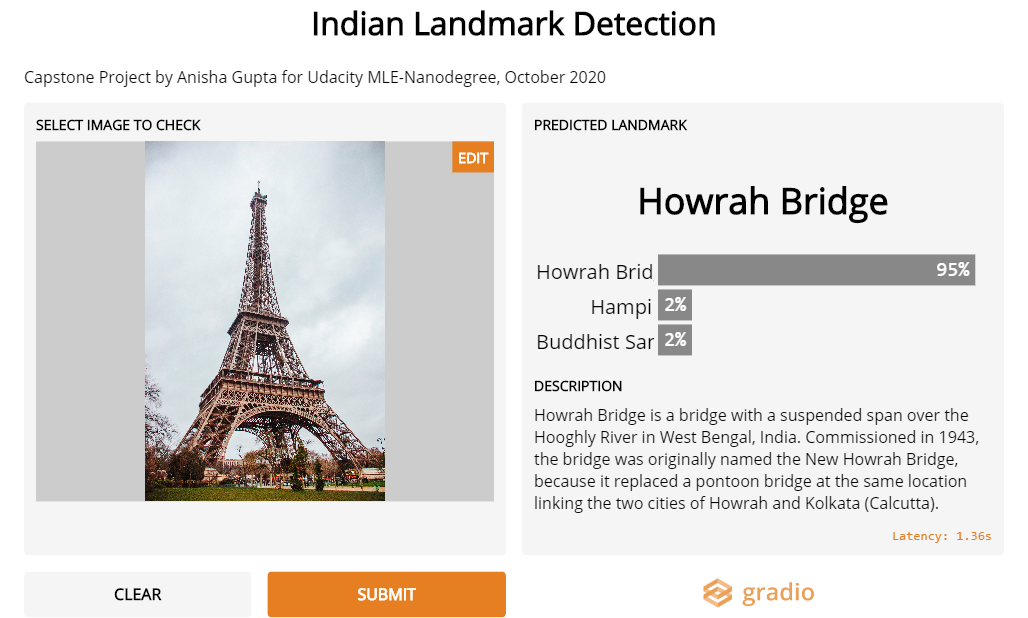 Indian Landmark Detection
Capstone Project by Anisha Gupta for Udacity MLE-Nanodegree, October 2020
SELECT IMAGE TO CHECK
EDIT
PREDICTED LANDMARK
Howrah Bridge
Howrah Brid 95%
Hampi 2%
Buddhist Sar 2%
DESCRIPTION
Howrah Bridge is a bridge with a suspended span over the
Hooghly River in West Bengal, India. Commissioned in 1943,
the bridge was originally named the New Howrah Bridge,
because it replaced a pontoon bridge at the same location
linking the two cities of Howrah and Kolkata (Calcutta).
Latency: 1.36s
CLEAR
SUBMIT
gradio